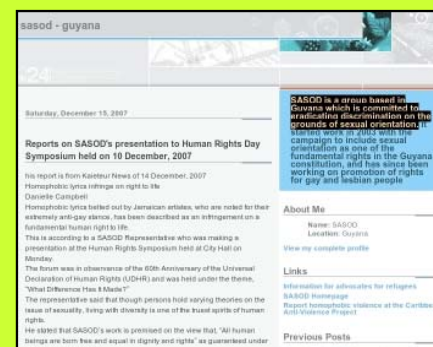 sasod - guyana
Saturday, December 15, 2007
Reports on SASOD's presentation to Human Rights Day
Symposium held on 10 December, 2007
his report is from Kaieteur News of 14 December, 2007
Homophobic lyrics infringe on right to life
Danielle Campbell
Homophobic lyrics belted out by Jamaican artistes, who are noted for their
extremely anti-gay stance, has been described as an infringement on a
fundamental human right to life.
This is according to a SASOD Representative who was making a
presentation at the Human Rights Symposium held at City Hall on
Monday.
The forum was in observance of the 60th Anniversary of the Universal
Declaration of Human Rights (UDHR) and was held under the theme,
"What Difference Has It Made?"
The representative said that though persons hold varying theories on the
issue of sexuality, living with diversity is one of the truest spirits of human
rights.
He stated that SASOD's work is premised on the view that, "All human
beings are born free and equal in dignity and rights" as guaranteed under
SASOD is a group based in
Guyana which is committed to
eradicating discrimination on the
grounds of sexual orientation. It
started work in 2003 with the
campaign to include sexual
orientation as one of the
fundamental rights in the Guyana
constitution, and has since been
working on promotion of rights
for gay and lesbian people
About Me
Name: SASOD
Location: Guyana
View my complete profile
Links
Information for advocates for refugees
SASOD Homepage
Report homophobic violence at the Caribbe
Anti-Violence Project
Previous Posts